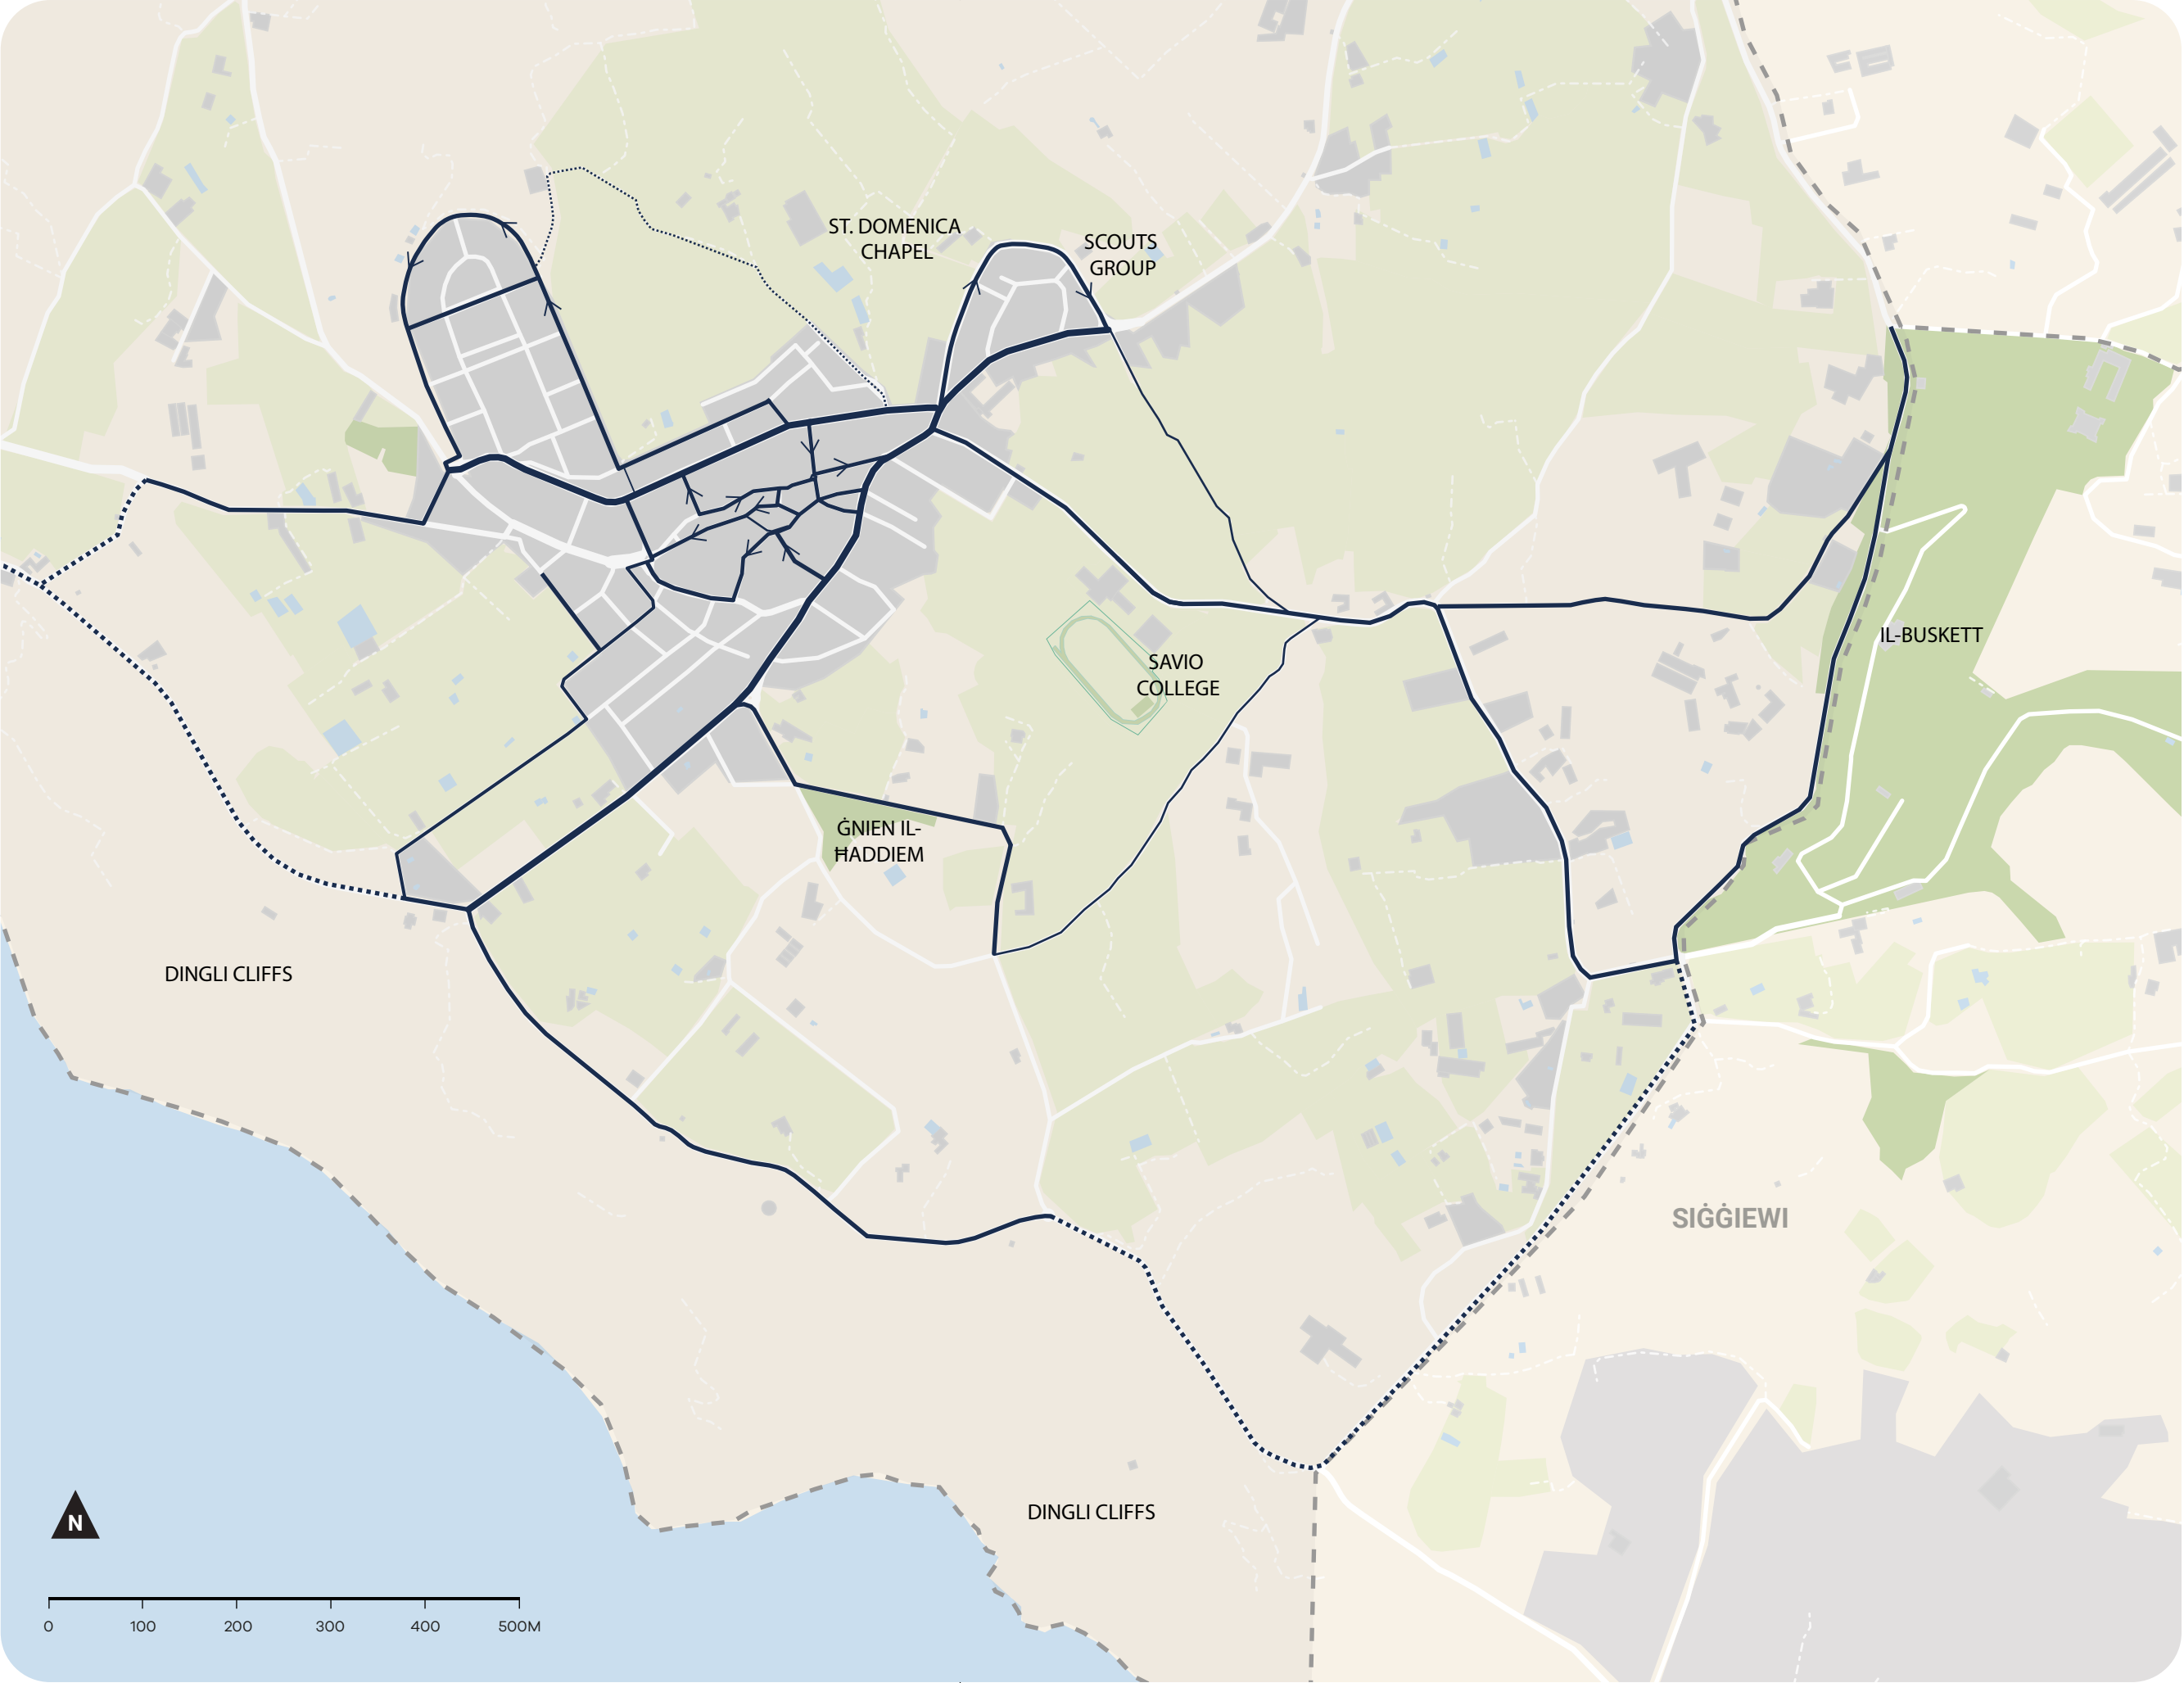 ST. DOMENICA
CHAPEL
SCOUTS
GROUP
IL-BUSKETT
SAVIO
COLLEGE
ĠNIEN IL-
ĦADDIEM
DINGLI CLIFFS
SIĠĠIEWI
DINGLI CLIFFS
N
0 100 200 300 400 500M